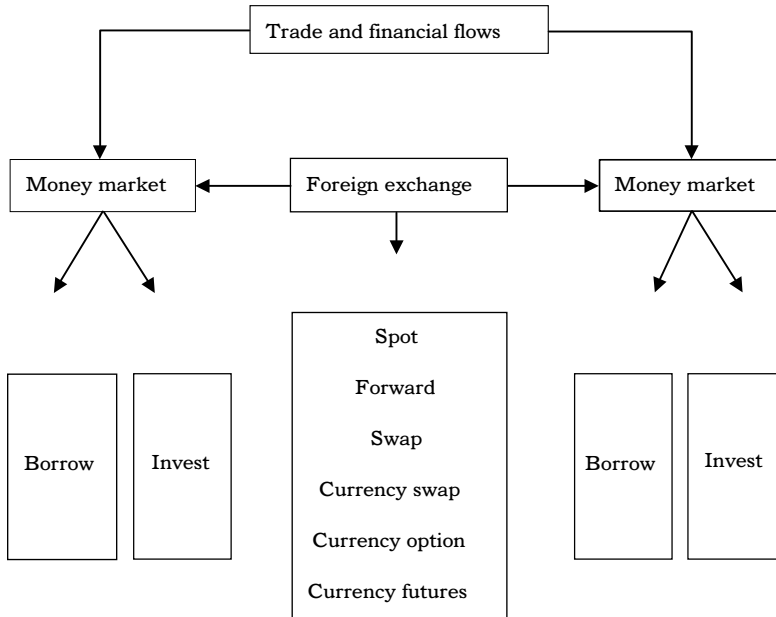 Trade and financial flows
Money market
Foreign exchange
Money market
Spot
Forward
Swap
Currency swap
Currency option
Currency futures
Borrow
Invest
Borrow
Invest